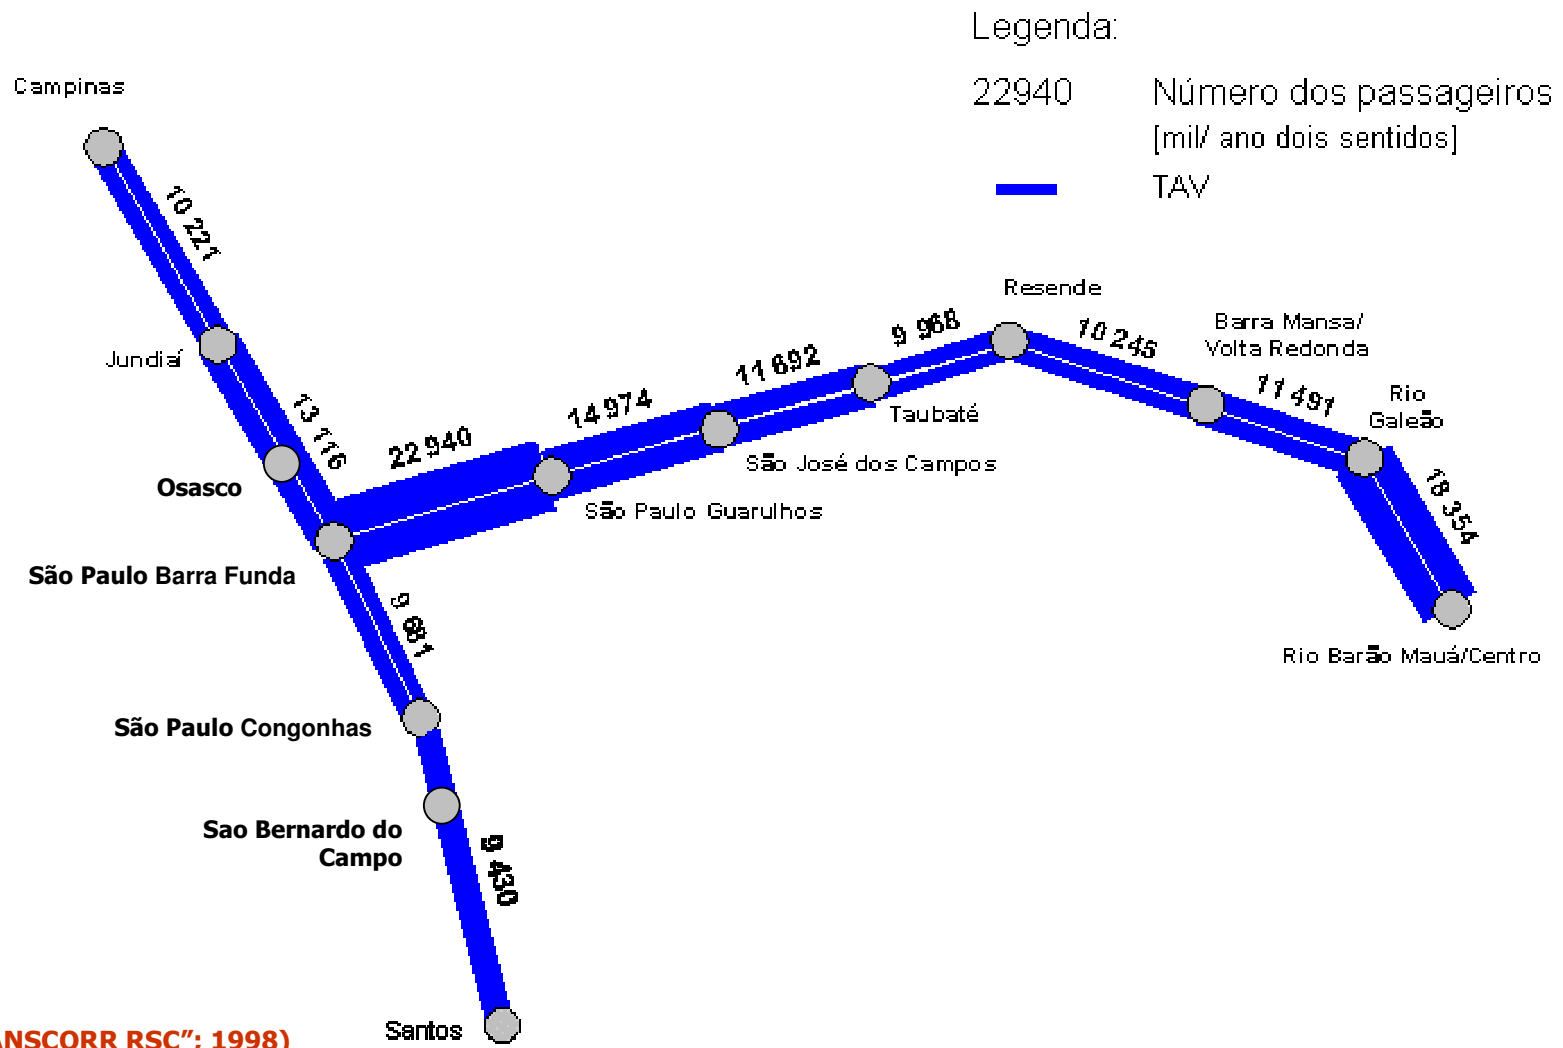 Legenda:
22940 Número dos passageiros
[mil/ ano dois sentidos]
TAV
Campinas
10 221
Jundiaí
13 116
Osasco
São Paulo Barra Funda
22 940
São Paulo Guarulhos
14 974
São José dos Campos
11 692
Taubaté
9 968
Resende
10 245
Barra Mansa/
Volta Redonda
11 491
Rio
Galeão
18 354
Rio Barão Mauá/Centro
9 681
São Paulo Congonhas
Sao Bernardo do
Campo
9 430
Santos
ANSCORR RSC”; 1998)